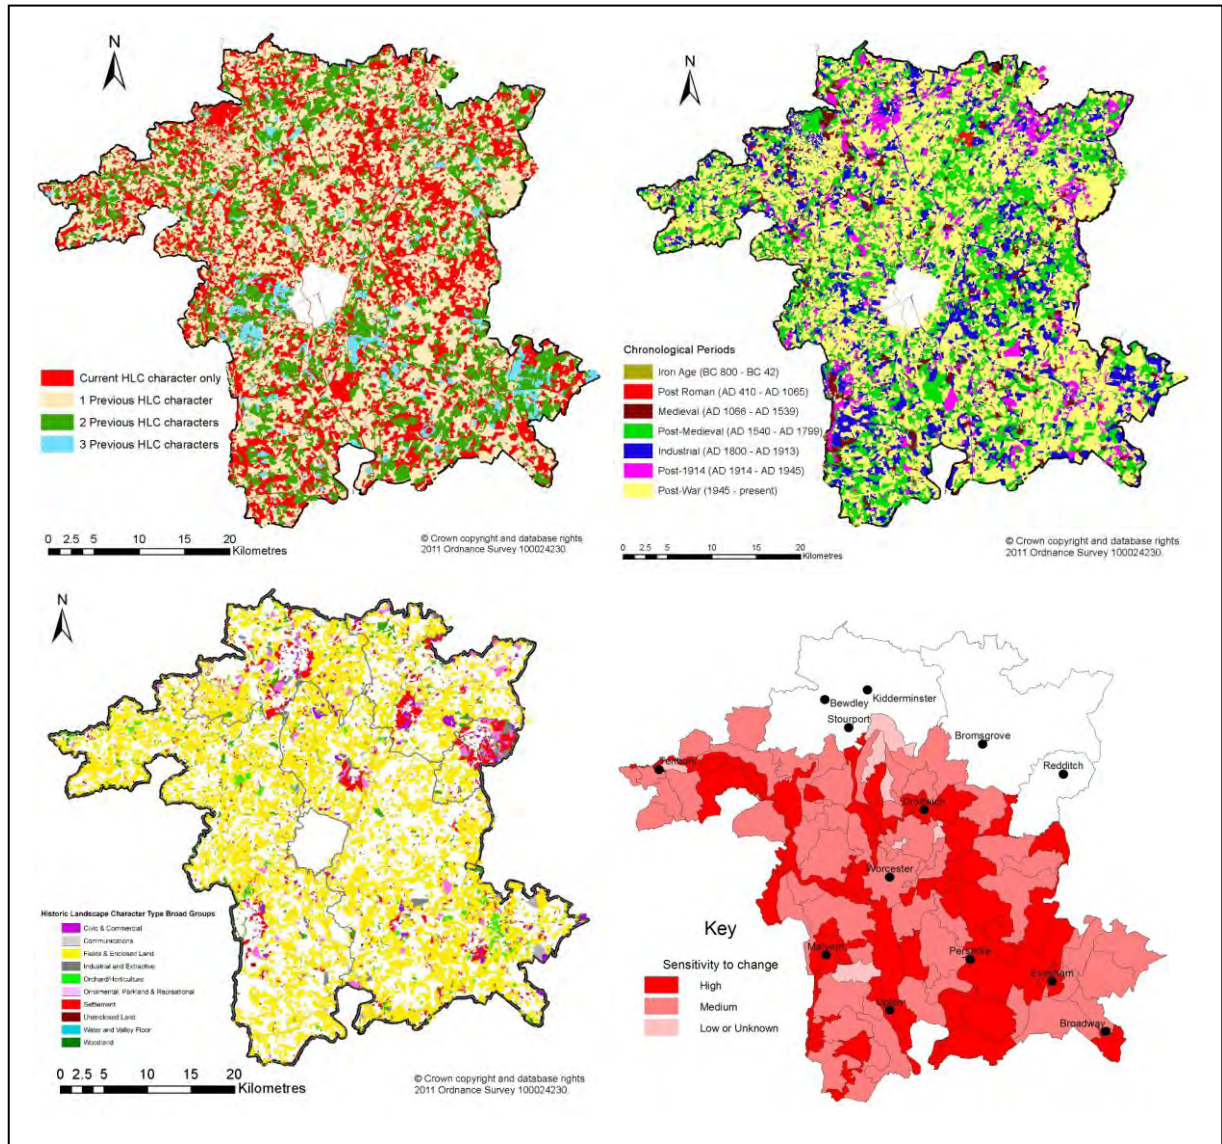 N
Current HLC character only
1 Previous HLC character
2 Previous HLC characters
3 Previous HLC characters
© Crown copyright and database rights
2011 Ordnance Survey 100024230.
0 2.5 5 10 15 20
Kilometres
N
Chronological Periods
Iron Age (BC 800 - BC 42)
Post Roman (AD 410 - AD 1065)
Medieval (AD 1066 - AD 1539)
Post-Medieval (AD 1540 - AD 1799)
Industrial (AD 1800 - AD 1913)
Post-1914 (AD 1914 - AD 1945)
Post-War (1945 - present)
© Crown copyright and database rights
2011 Ordnance Survey 100024230.
0 2.5 5 10 15 20
Kilometres
N
Historic Landscape Character Type Broad Groups
Civic & Commercial
Communications
Fields & Enclosed Land
Industrial and Extractive
Orchard/Horticulture
Ornamental, Parkland & Recreational
Settlement
Unenclosed Land
Water and Valley Floor
Woodland
0 2.5 5 10 15 20
Kilometres
© Crown copyright and database rights
2011 Ordnance Survey 100024230.
Kidderminster
Bewdley
Stourport
Bromsgrove
Redditch
Tenbury
Droitwich
Worcester
Malvern
Pershore
Evesham
Upton
Broadway
Key
Sensitivity to change
High
Medium
Low or Unknown